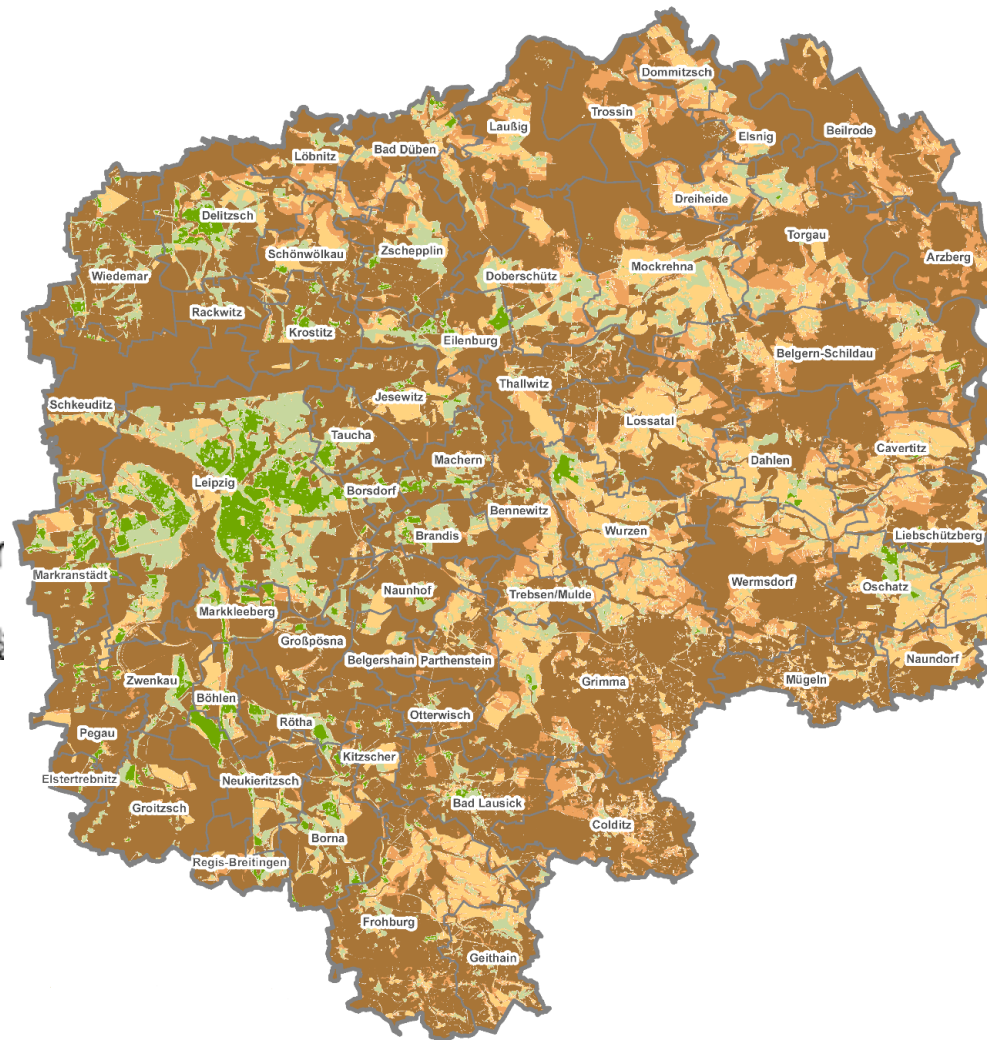 Dommitzsch
Trossin
Laußig
Elsnig
Beilrode
Bad Düben
Löbnitz
Dreiheide
Delitzsch
Torgau
Schönwölkau
Zschepplin
Arzberg
Mockrehna
Wiedemar
Doberschütz
Rackwitz
Krostitz
Eilenburg
Belgern-Schildau
Thallwitz
Jesewitz
Schkeuditz
Lossatal
Taucha
Cavertitz
Machern
Dahlen
Leipzig
Borsdorf
Bennewitz
Wurzen
Brandis
Liebschützberg
Markranstädt
Wermsdorf
Oschatz
Naunhof
Trebsen/Mulde
Markkleeberg
Großpösna
Belgershain
Parthenstein
Naundorf
Zwenkau
Grimma
Mügeln
Böhlen
Otterwisch
Rötha
Pegau
Kitzscher
Elstertrebnitz
Neukieritzsch
Groitzsch
Bad Lausick
Colditz
Borna
Regis-Breitingen
Frohburg
Geithain